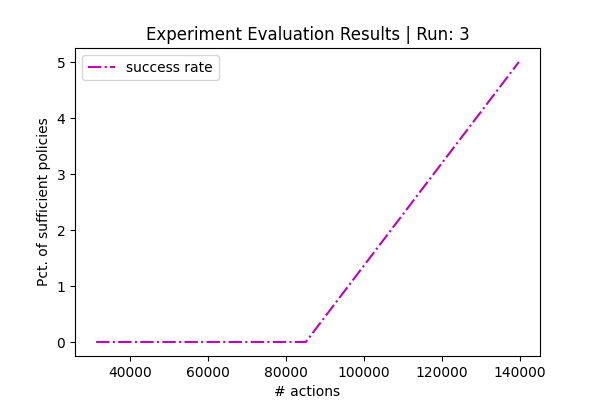 Experiment Evaluation Results | Run: 3
success rate
Pct. of sufficient policies
5
4
3
2
1
0
40000 60000 80000 100000 120000 140000
# actions